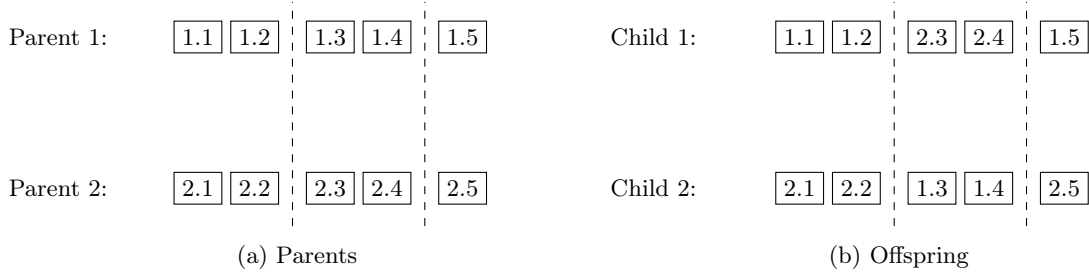 Parent 1: 1.1 1.2 1.3 1.4 1.5
Parent 2: 2.1 2.2 2.3 2.4 2.5
(a) Parents
Child 1: 1.1 1.2 2.3 2.4 1.5
Child 2: 2.1 2.2 1.3 1.4 2.5
(b) Offspring